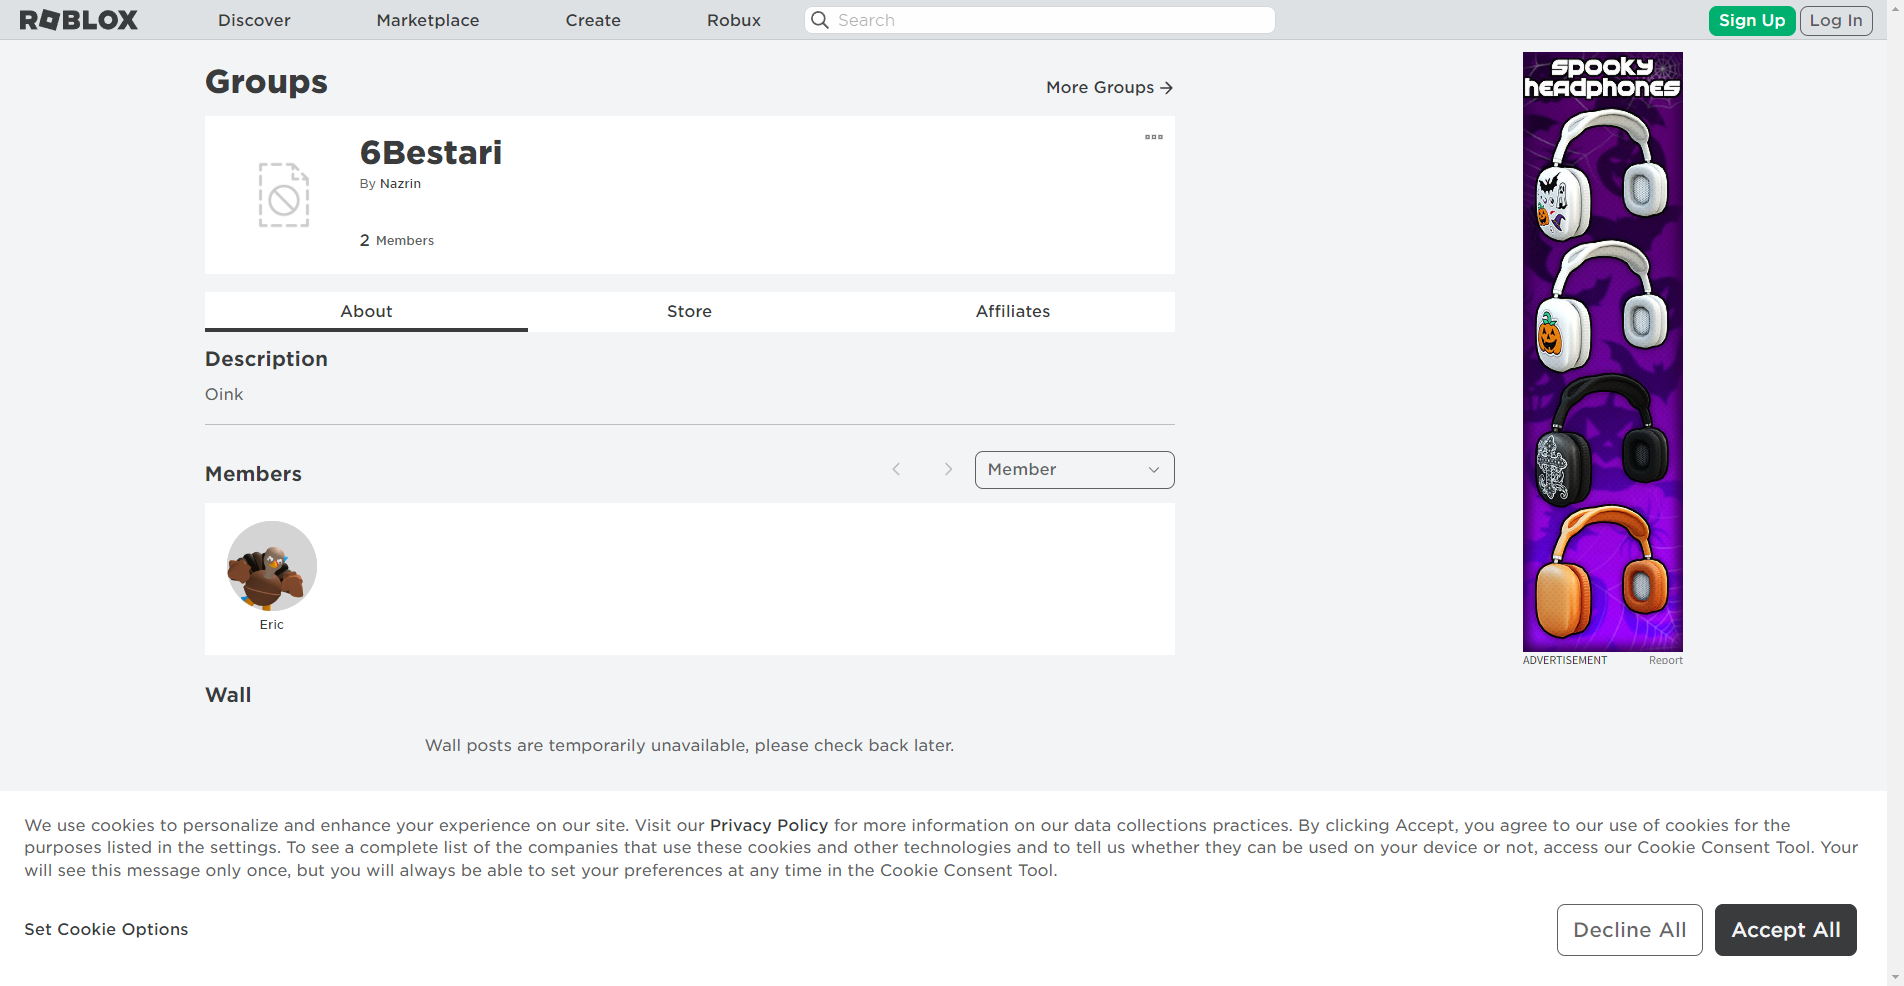 ROBLOX
Discover
Marketplace
Create
Robux
Search
Sign Up
Log In
Groups
More Groups
6Bestari
By Nazrin
2 Members
About
Store
Affiliates
Description
Oink
Members
Member
Eric
Wall
Wall posts are temporarily unavailable, please check back later.
spooky
headphones
ADVERTISEMENT
Report
We use cookies to personalize and enhance your experience on our site. Visit our Privacy Policy for more information on our data collections practices. By clicking Accept, you agree to our use of cookies for the
purposes listed in the settings. To see a complete list of the companies that use these cookies and other technologies and to tell us whether they can be used on your device or not, access our Cookie Consent Tool. Your
will see this message only once, but you will always be able to set your preferences at any time in the Cookie Consent Tool.
Set Cookie Options
Decline All
Accept All